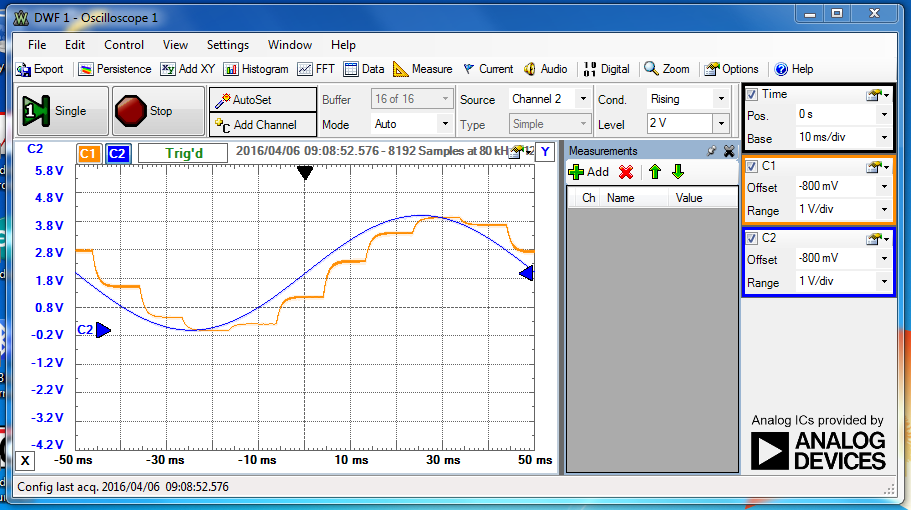 DWF 1 - Oscilloscope 1
File Edit Control View Settings Window Help
Export Persistence Add XY Histogram FFT Data Measure Current Audio Digital Zoom Options Help
Single Stop AutoSet Buffer 16 of 16 Source Channel 2 Cond. Rising
Add Channel Mode Auto Type Simple Level 2 V
Time
Pos. 0 s
Base 10 ms/div
C2 C1 C2 Trig'd 2016/04/06 09:08:52.576 - 8192 Samples at 80 kHz Y
Measurements
Add
Ch Name Value
C1
Offset -800 mV
Range 1 V/div
C2
Offset -800 mV
Range 1 V/div
5.8 V
4.8 V
3.8 V
2.8 V
1.8 V
0.8 V
C2
-0.2 V
-1.2 V
-2.2 V
-3.2 V
-4.2 V
X -50 ms -30 ms -10 ms 10 ms 30 ms 50 ms
Analog ICs provided by
ANALOG
DEVICES
Config last acq. 2016/04/06 09:08:52.576